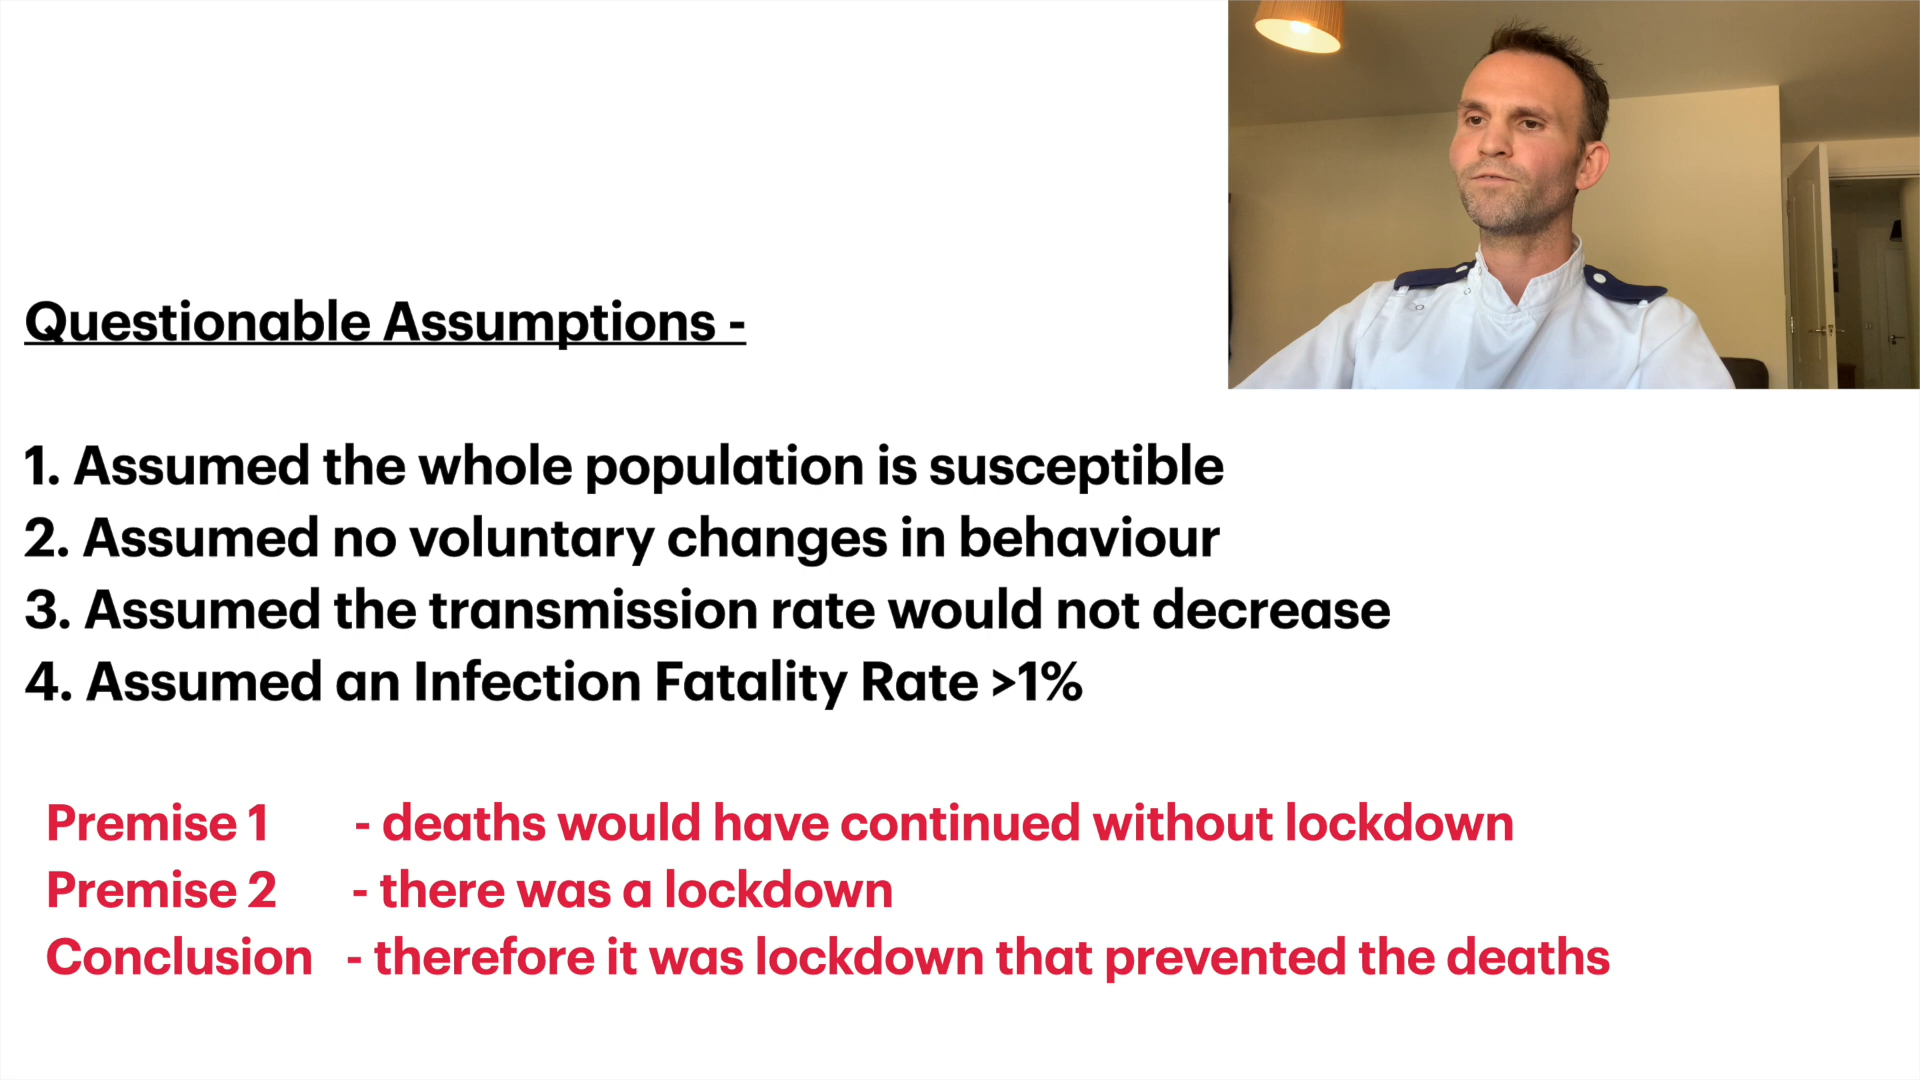 Questionable Assumptions -
1. Assumed the whole population is susceptible
2. Assumed no voluntary changes in behaviour
3. Assumed the transmission rate would not decrease
4. Assumed an Infection Fatality Rate >1%
Premise 1 - deaths would have continued without lockdown
Premise 2 - there was a lockdown
Conclusion - therefore it was lockdown that prevented the deaths